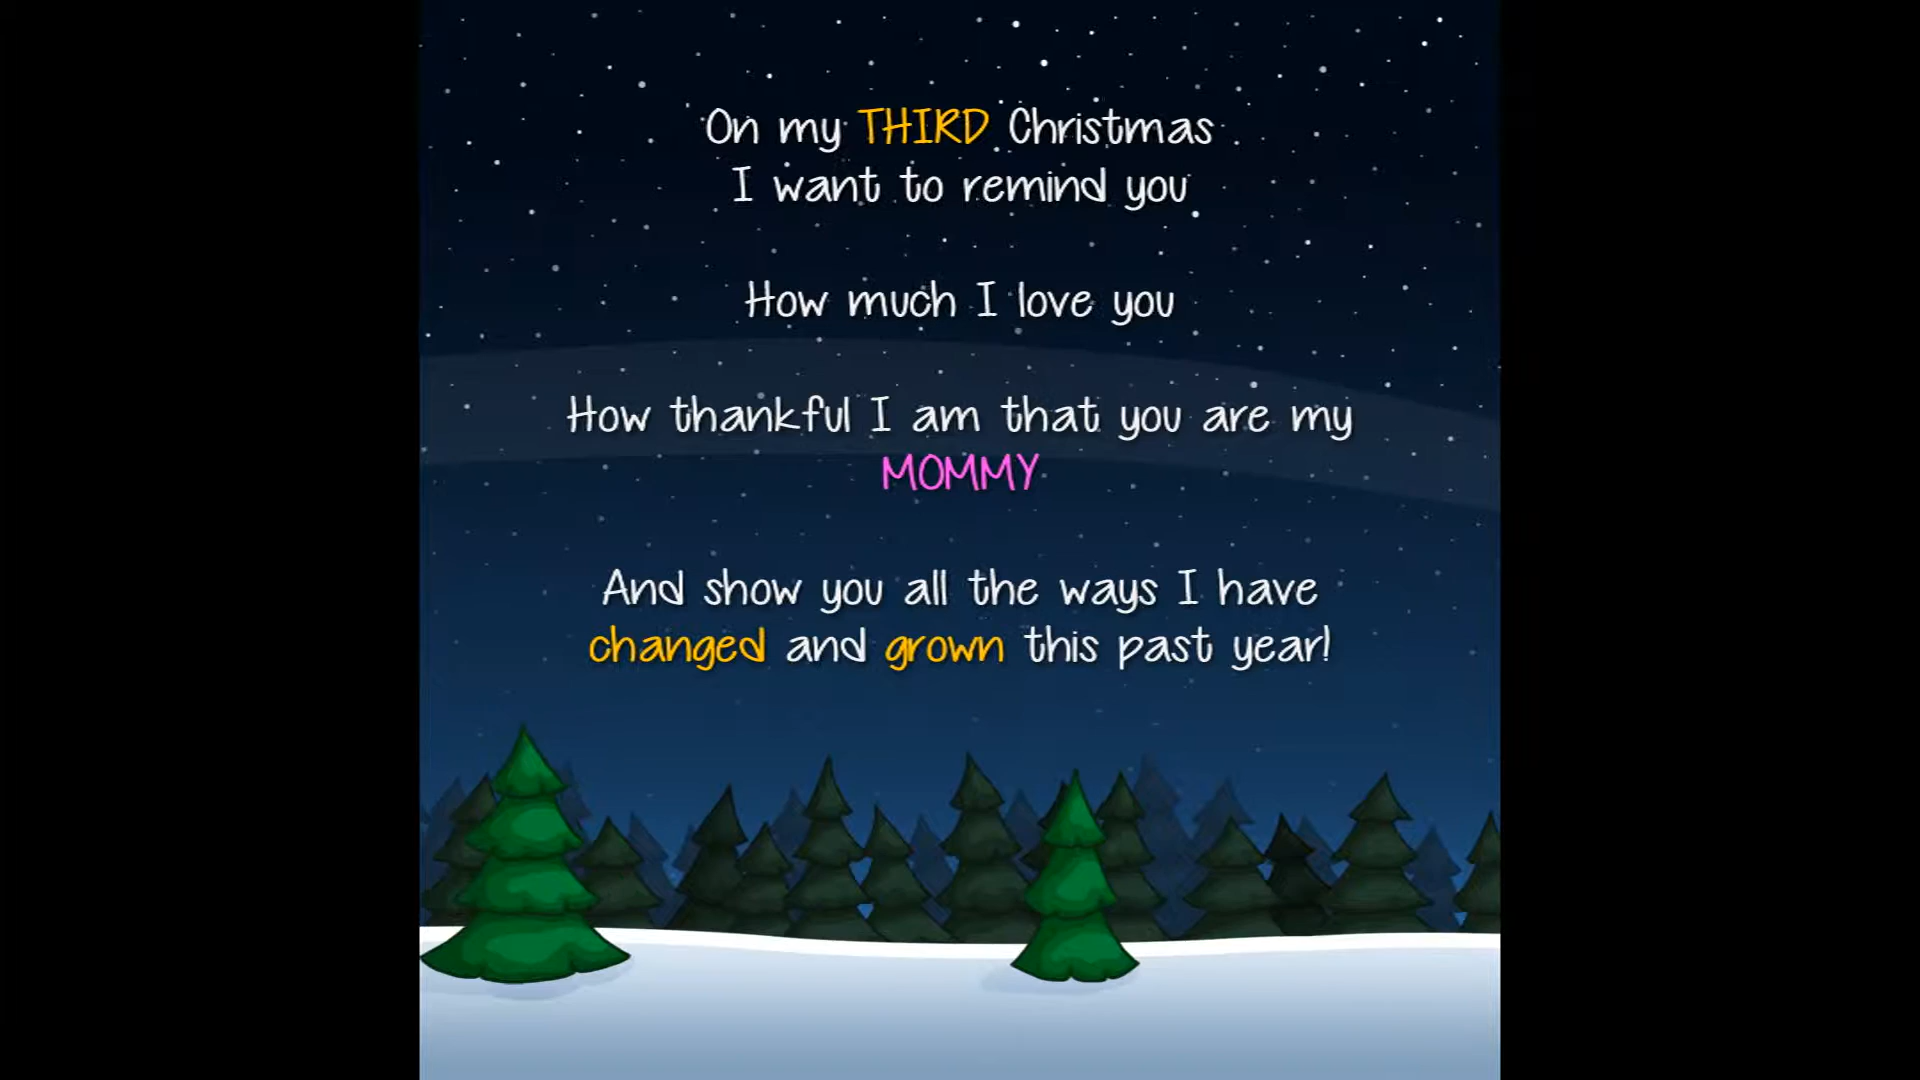 On my THIRD Christmas
I want to remind you
How much I love you
How thankful I am that you are my
MOMMY
And show you all the ways I have
changed and grown this past year!